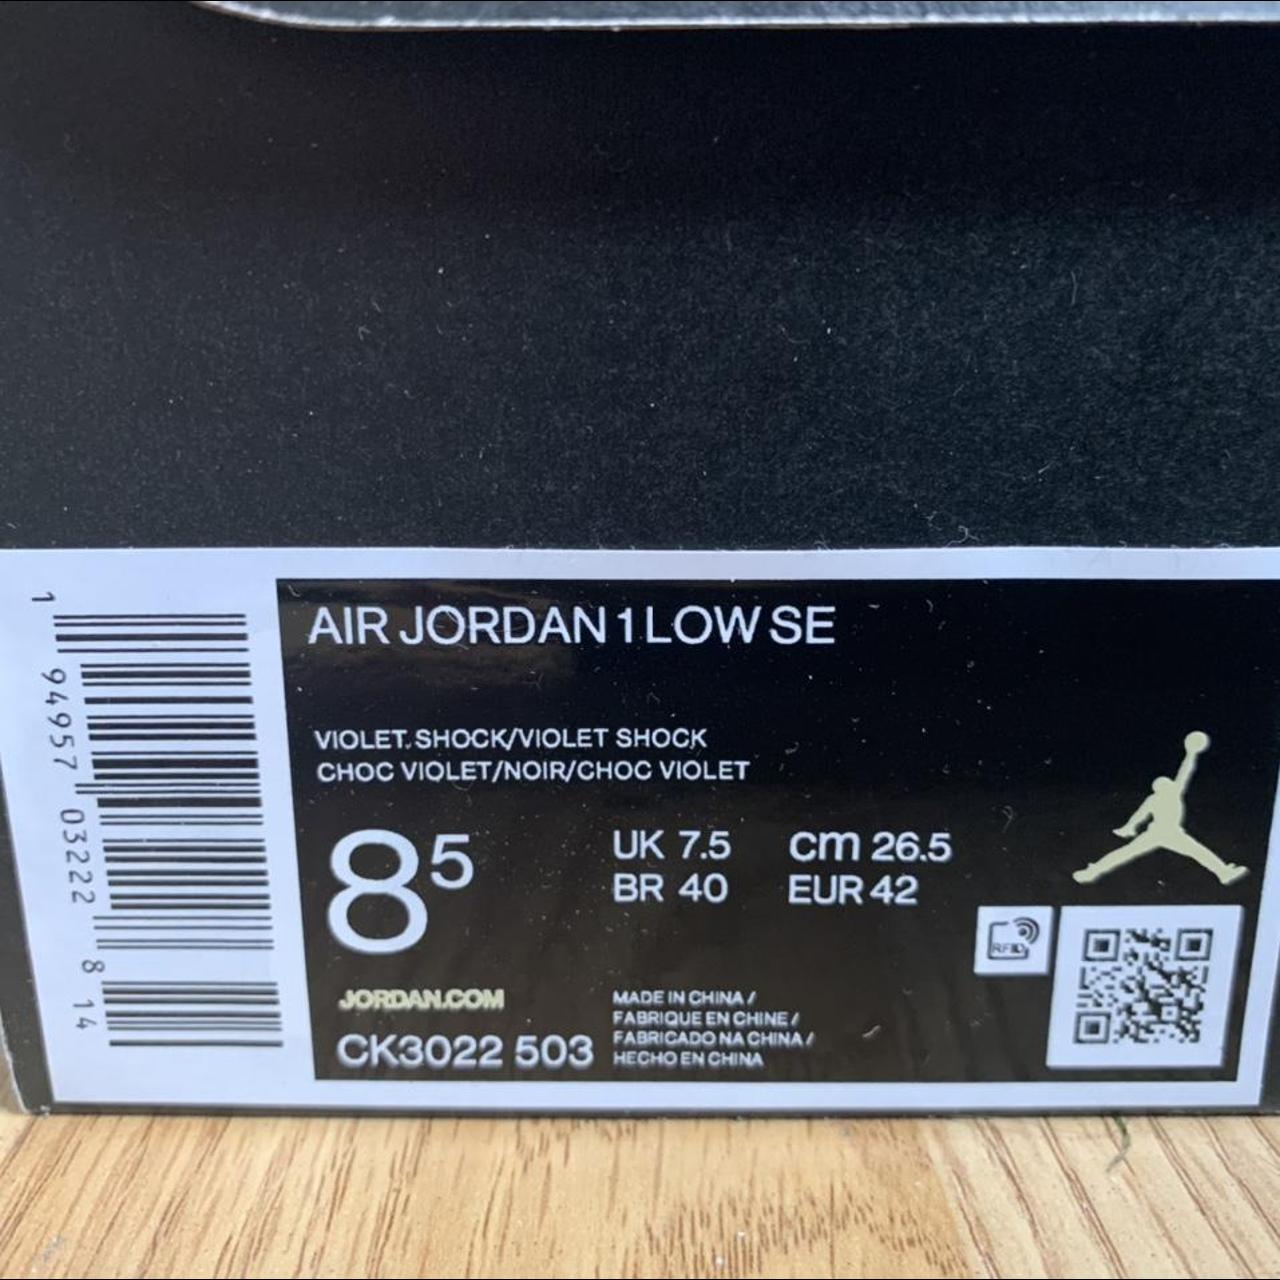 AIR JORDAN 1 LOW SE
VIOLET SHOCK/VIOLET SHOCK
CHOC VIOLET/NOIR/CHOC VIOLET
8 5
UK 7.5 cm 26.5
BR 40 EUR 42
JORDAN.COM
CK3022 503
MADE IN CHINA /
FABRIQUE EN CHINE /
FABRICADO NA CHINA /
HECHO EN CHINA
RFID
1 94957 03222 8 14